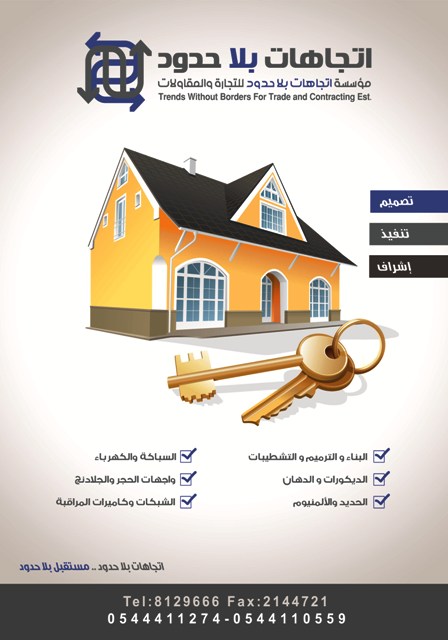 اتجاهات بلا حدود
مؤسسة اتجاهات بلا حدود للتجارة والمقاولات
Trends Without Borders For Trade and Contracting Est.
تصميم
تنفيذ
إشراف
البناء و الترميم و التشطيبات
السباكة والكهرباء
الديكورات و الدهان
واجهات الحجر والجلادنج
الحديد والألمنيوم
الشبكات وكاميرات المراقبة
اتجاهات بلا حدود .. مستقبل بلا حدود
Tel:8129666 Fax:2144721
0544411274-0544110559